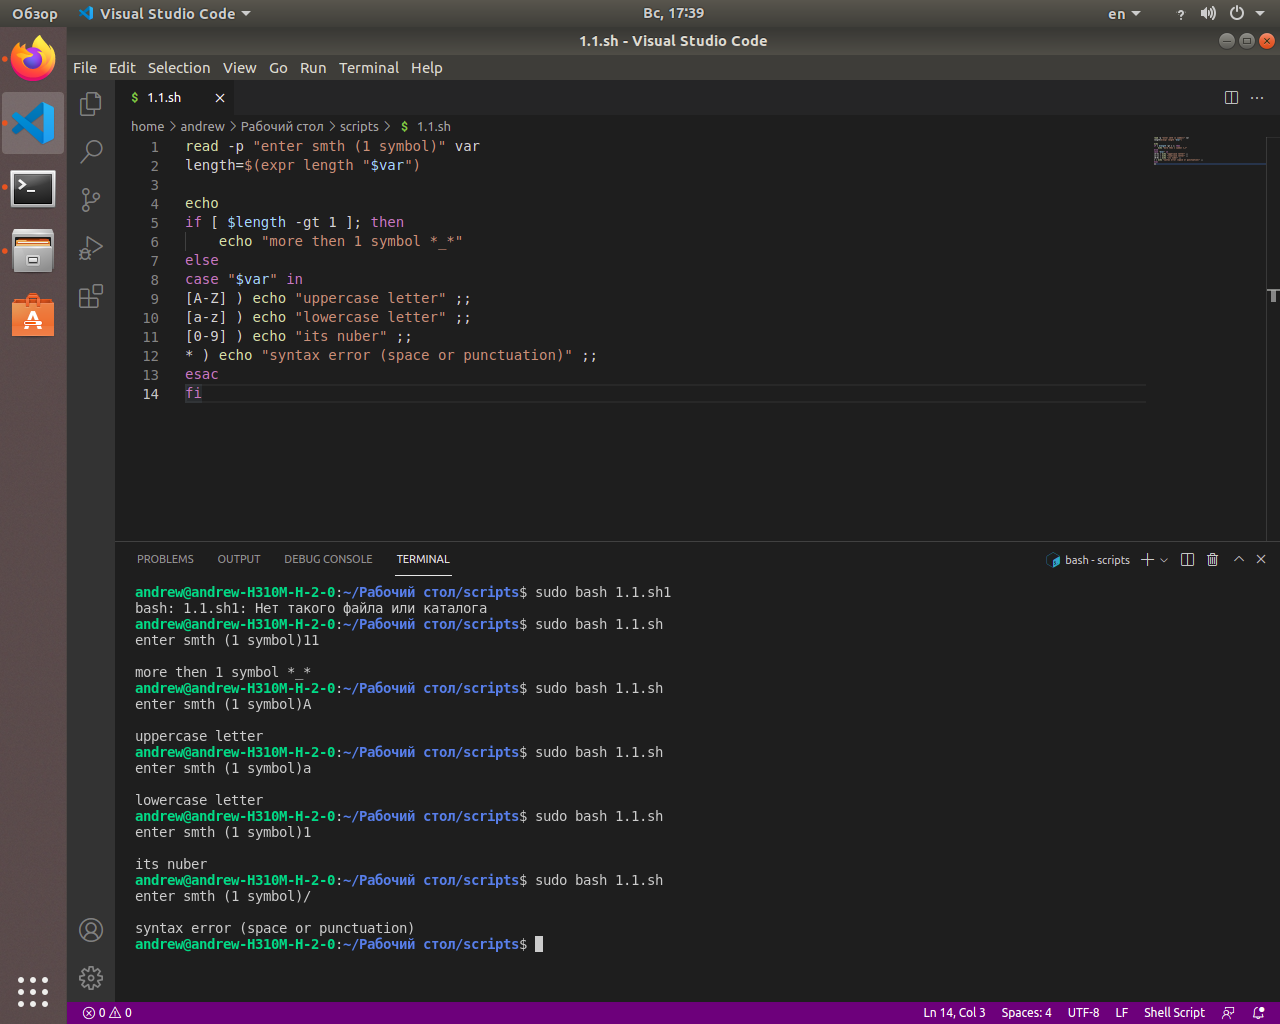 Обзор Visual Studio Code Вс, 17:39 en ?
1.1.sh - Visual Studio Code
File Edit Selection View Go Run Terminal Help
$ 1.1.sh
home > andrew > Рабочий стол > scripts > $ 1.1.sh
1 read -p "enter smth (1 symbol)" var
2 length=$(expr length "$var")
3
4 echo
5 if [ $length -gt 1 ]; then
6 echo "more then 1 symbol *_*"
7 else
8 case "$var" in
9 [A-Z] ) echo "uppercase letter" ;;
10 [a-z] ) echo "lowercase letter" ;;
11 [0-9] ) echo "its nuber" ;;
12 * ) echo "syntax error (space or punctuation)" ;;
13 esac
14 fi
PROBLEMS OUTPUT DEBUG CONSOLE TERMINAL bash - scripts
andrew@andrew-H310M-H-2-0:~/Рабочий стол/scripts$ sudo bash 1.1.sh1
bash: 1.1.sh1: Нет такого файла или каталога
andrew@andrew-H310M-H-2-0:~/Рабочий стол/scripts$ sudo bash 1.1.sh
enter smth (1 symbol)11
more then 1 symbol *_*
andrew@andrew-H310M-H-2-0:~/Рабочий стол/scripts$ sudo bash 1.1.sh
enter smth (1 symbol)A
uppercase letter
andrew@andrew-H310M-H-2-0:~/Рабочий стол/scripts$ sudo bash 1.1.sh
enter smth (1 symbol)a
lowercase letter
andrew@andrew-H310M-H-2-0:~/Рабочий стол/scripts$ sudo bash 1.1.sh
enter smth (1 symbol)1
its nuber
andrew@andrew-H310M-H-2-0:~/Рабочий стол/scripts$ sudo bash 1.1.sh
enter smth (1 symbol)/
syntax error (space or punctuation)
andrew@andrew-H310M-H-2-0:~/Рабочий стол/scripts$
0 0 Ln 14, Col 3 Spaces: 4 UTF-8 LF Shell Script